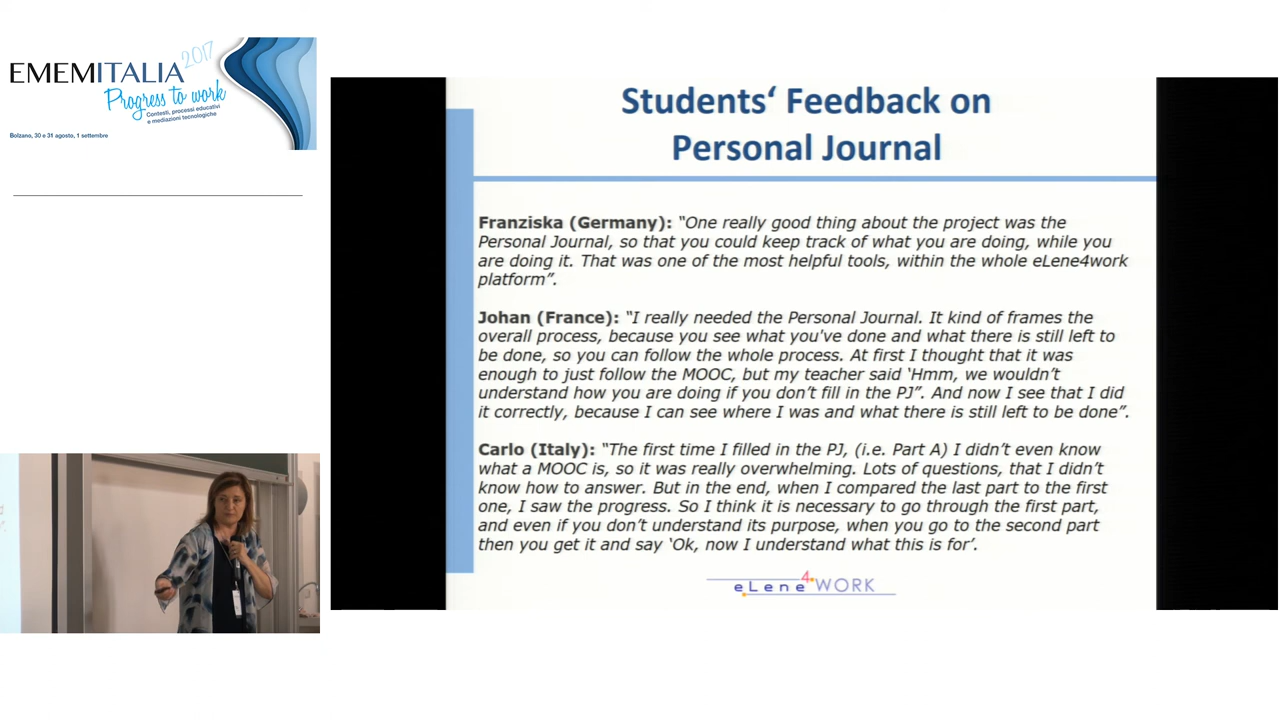 EMEMITALIA 2017
Progress to work
Contesti, processi educativi
e mediazioni tecnologiche
Bolzano, 30 e 31 agosto, 1 settembre
Students‘ Feedback on
Personal Journal
Franziska (Germany): “One really good thing about the project was the
Personal Journal, so that you could keep track of what you are doing, while you
are doing it. That was one of the most helpful tools, within the whole eLene4work
platform”.
Johan (France): “I really needed the Personal Journal. It kind of frames the
overall process, because you see what you've done and what there is still left to
be done, so you can follow the whole process. At first I thought that it was
enough to just follow the MOOC, but my teacher said ‘Hmm, we wouldn’t
understand how you are doing if you don’t fill in the PJ”. And now I see that I did
it correctly, because I can see where I was and what there is still left to be done”.
Carlo (Italy): “The first time I filled in the PJ, (i.e. Part A) I didn’t even know
what a MOOC is, so it was really overwhelming. Lots of questions, that I didn’t
know how to answer. But in the end, when I compared the last part to the first
one, I saw the progress. So I think it is necessary to go through the first part,
and even if you don’t understand its purpose, when you go to the second part
then you get it and say ‘Ok, now I understand what this is for’.
eLene4WORK